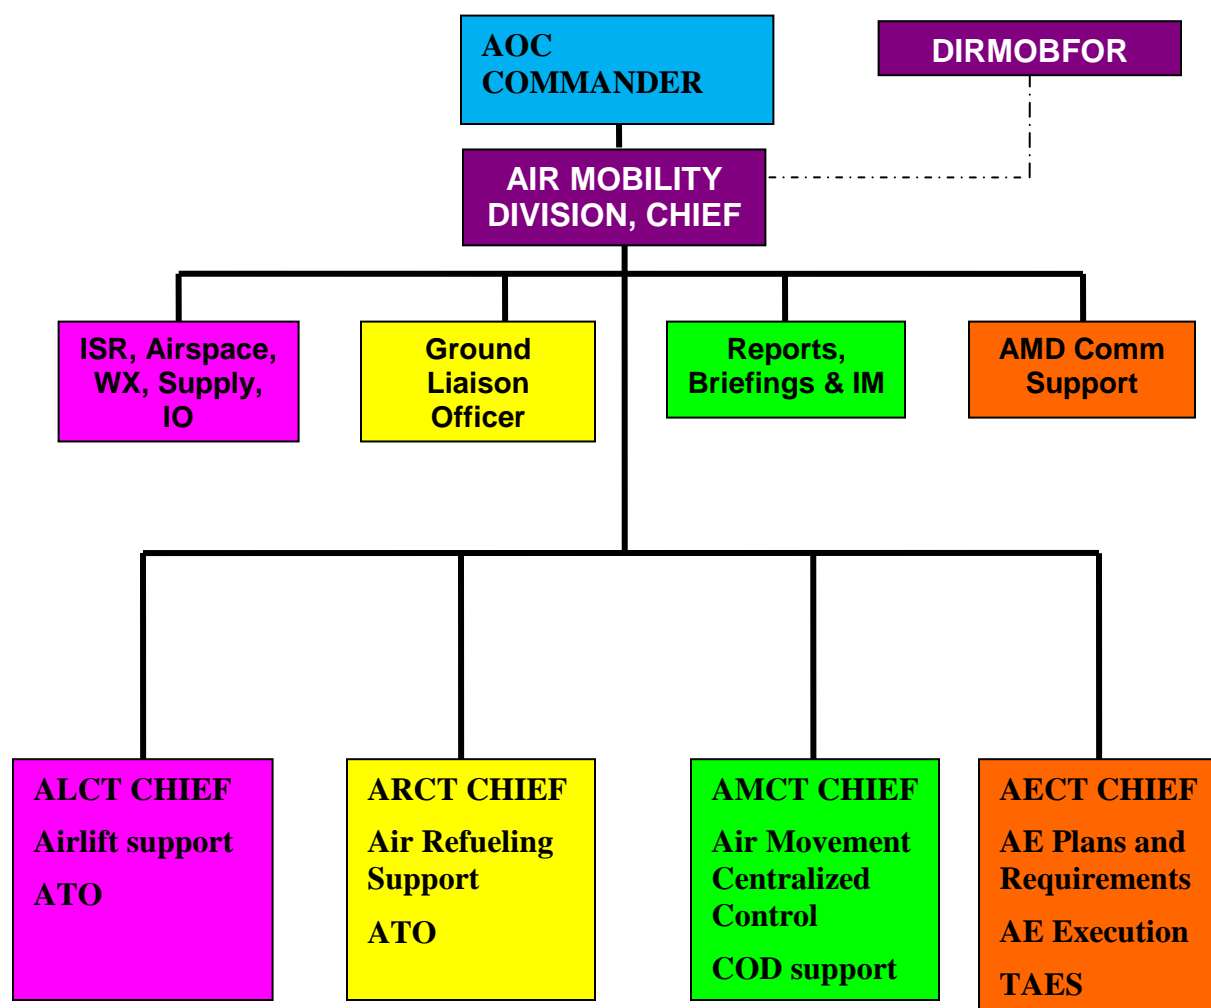 AOC
COMMANDER
DIRMOBFOR
AIR MOBILITY
DIVISION, CHIEF
ISR, Airspace,
WX, Supply,
IO
Ground
Liaison
Officer
Reports,
Briefings & IM
AMD Comm
Support
ALCT CHIEF
Airlift support
ATO
ARCT CHIEF
Air Refueling
Support
ATO
AMCT CHIEF
Air Movement
Centralized
Control
COD support
AECT CHIEF
AE Plans and
Requirements
AE Execution
TAES